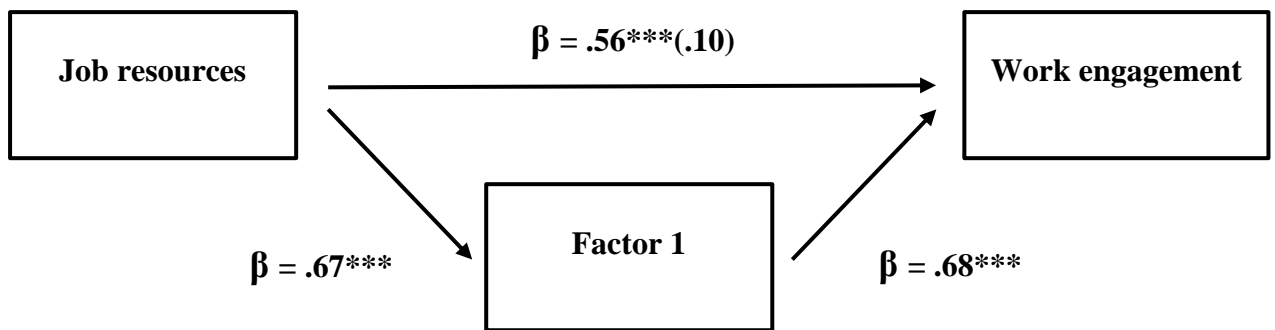 β = .56***(.10)
Job resources
Work engagement
Factor 1
β = .67***
β = .68***